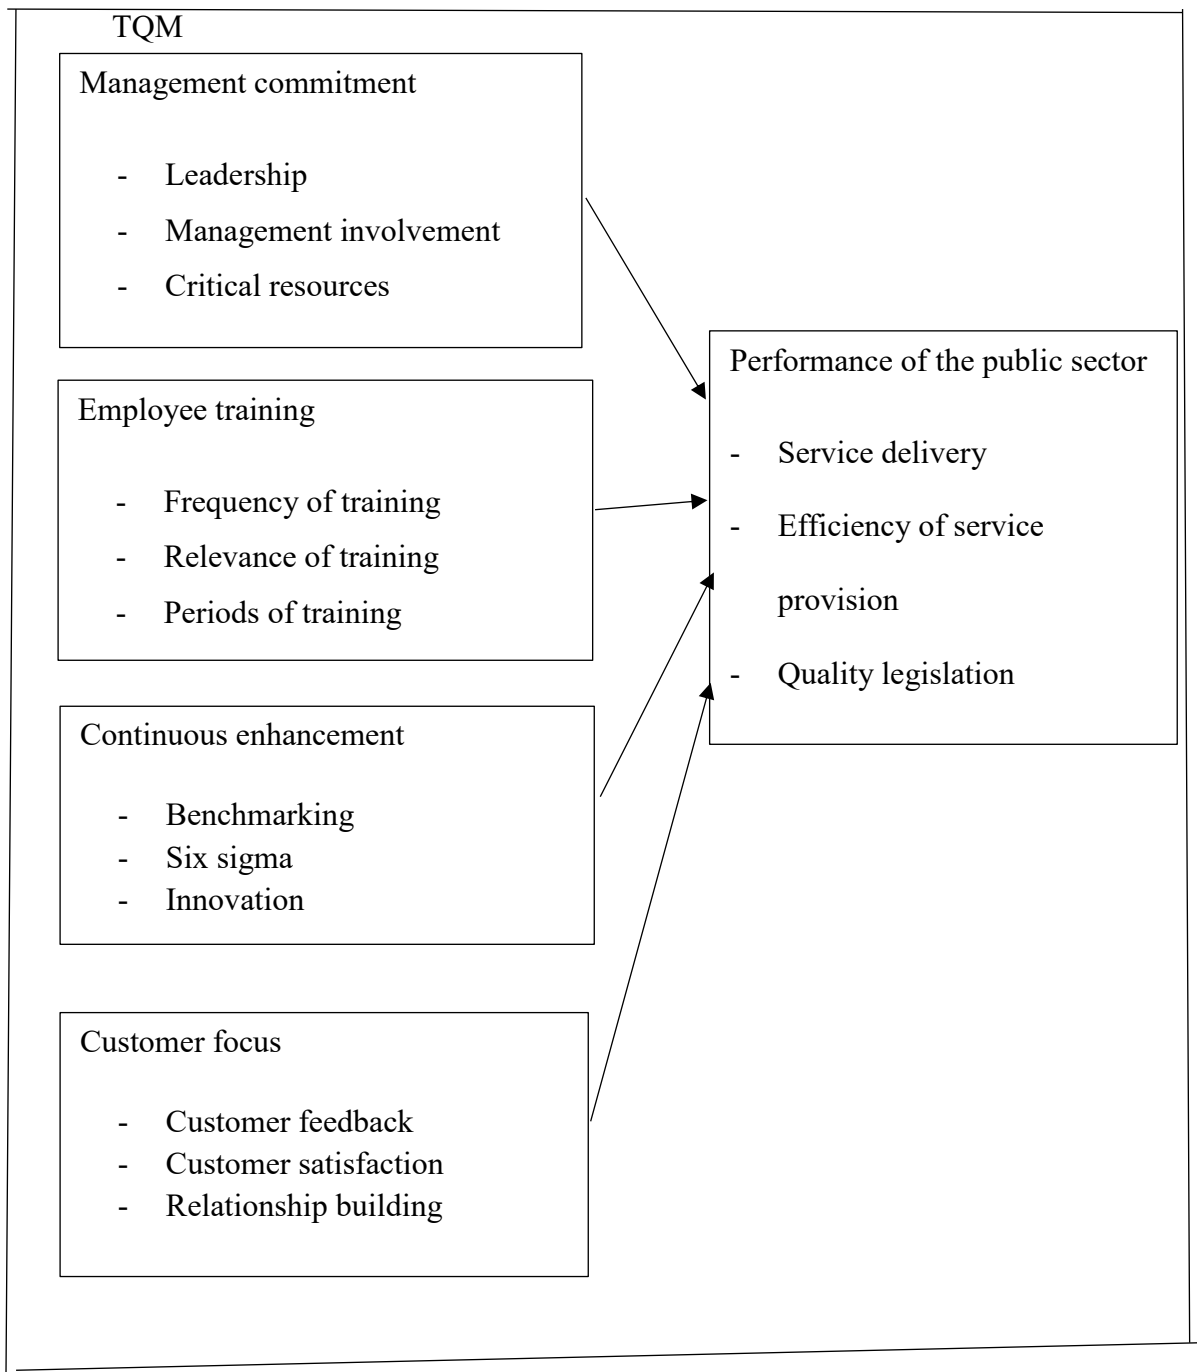 TQM
Management commitment
- Leadership
- Management involvement
- Critical resources
Employee training
- Frequency of training
- Relevance of training
- Periods of training
Continuous enhancement
- Benchmarking
- Six sigma
- Innovation
Customer focus
- Customer feedback
- Customer satisfaction
- Relationship building
Performance of the public sector
- Service delivery
- Efficiency of service
provision
- Quality legislation